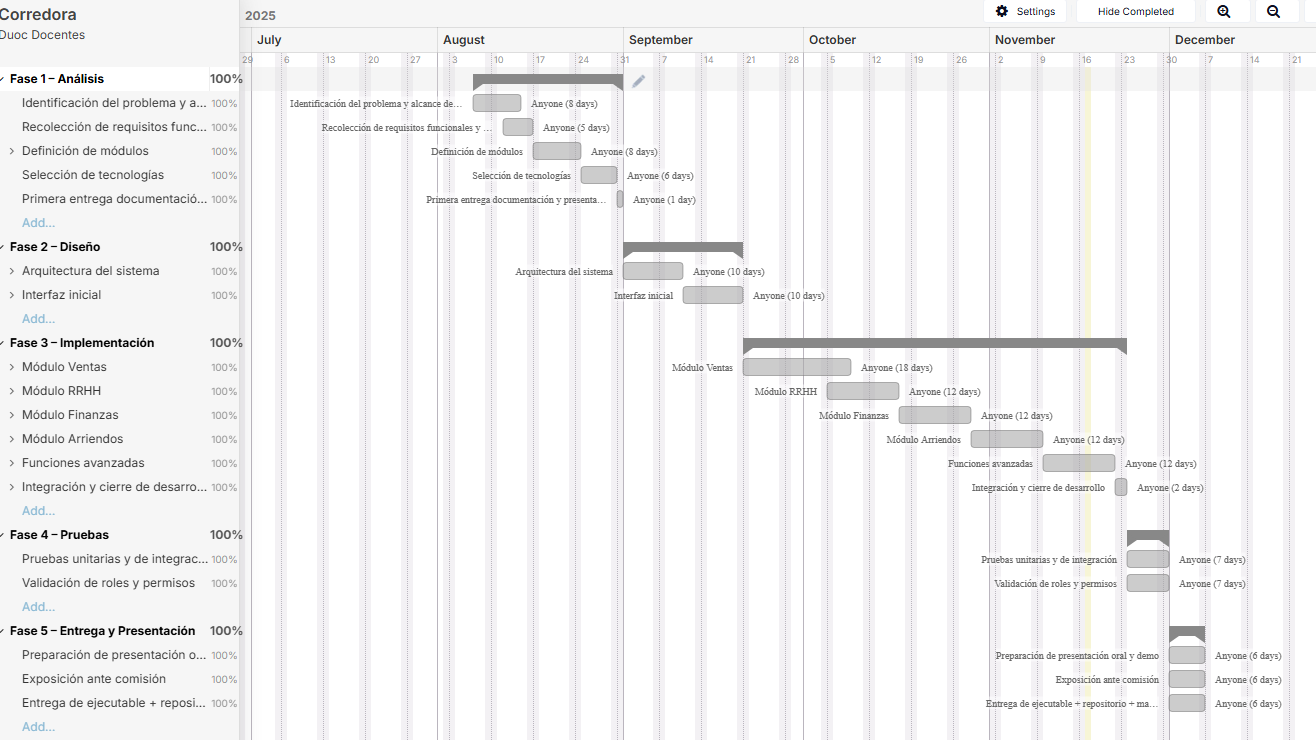 Corredora
Duoc Docentes
2025
Settings
Hide Completed
July August September October November December
29 6 13 20 27 3 10 17 24 31 7 14 21 28 5 12 19 26 2 9 16 23 30 7 14 21
Fase 1 – Análisis 100%
Identificación del problema y a... 100% Identificación del problema y alcance de... Anyone (8 days)
Recolección de requisitos func... 100% Recolección de requisitos funcionales y ... Anyone (5 days)
Definición de módulos 100% Definición de módulos Anyone (8 days)
Selección de tecnologías 100% Selección de tecnologías Anyone (6 days)
Primera entrega documentació... 100% Primera entrega documentación y presenta... Anyone (1 day)
Add...
Fase 2 – Diseño 100%
Arquitectura del sistema 100% Arquitectura del sistema Anyone (10 days)
Interfaz inicial 100% Interfaz inicial Anyone (10 days)
Add...
Fase 3 – Implementación 100%
Módulo Ventas 100% Módulo Ventas Anyone (18 days)
Módulo RRHH 100% Módulo RRHH Anyone (12 days)
Módulo Finanzas 100% Módulo Finanzas Anyone (12 days)
Módulo Arriendos 100% Módulo Arriendos Anyone (12 days)
Funciones avanzadas 100% Funciones avanzadas Anyone (12 days)
Integración y cierre de desarro... 100% Integración y cierre de desarrollo Anyone (2 days)
Add...
Fase 4 – Pruebas 100%
Pruebas unitarias y de integrac... 100% Pruebas unitarias y de integración Anyone (7 days)
Validación de roles y permisos 100% Validación de roles y permisos Anyone (7 days)
Add...
Fase 5 – Entrega y Presentación 100%
Preparación de presentación o... 100% Preparación de presentación oral y demo Anyone (6 days)
Exposición ante comisión 100% Exposición ante comisión Anyone (6 days)
Entrega de ejecutable + reposi... 100% Entrega de ejecutable + repositorio + ma... Anyone (6 days)
Add...